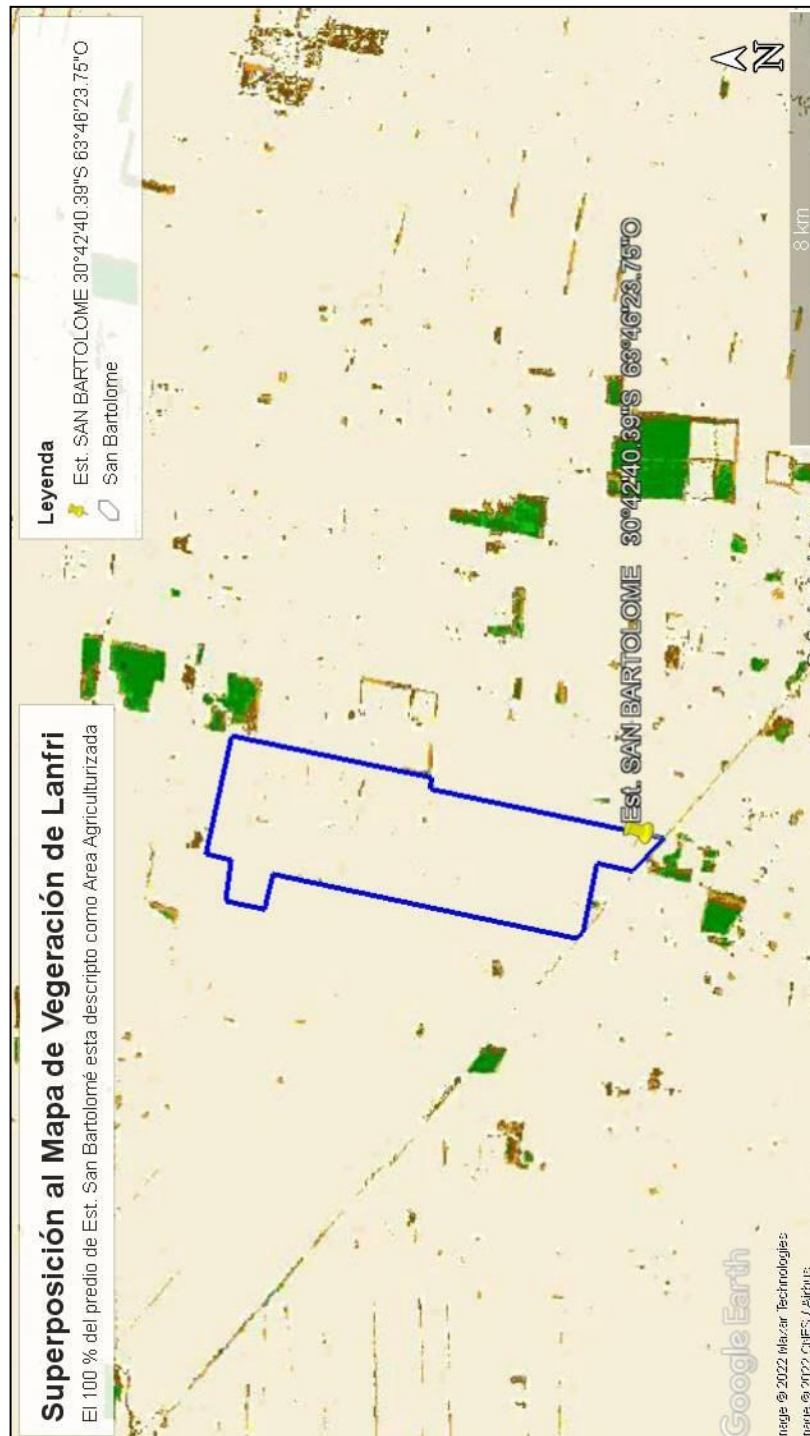 Superposición al Mapa de Vegeración de Lanfri
El 100 % del predio de Est. San Bartolomé esta descripto como Area Agriculturizada
Leyenda
Est. SAN BARTOLOME 30°42'40.39"S 63°46'23.75"O
San Bartolome
Est. SAN BARTOLOME 30°42'40.39"S 63°46'23.75"O
Google Earth
mage © 2022 Maxar Technologies
mage © 2022 CNES / Airbus
N
8 km